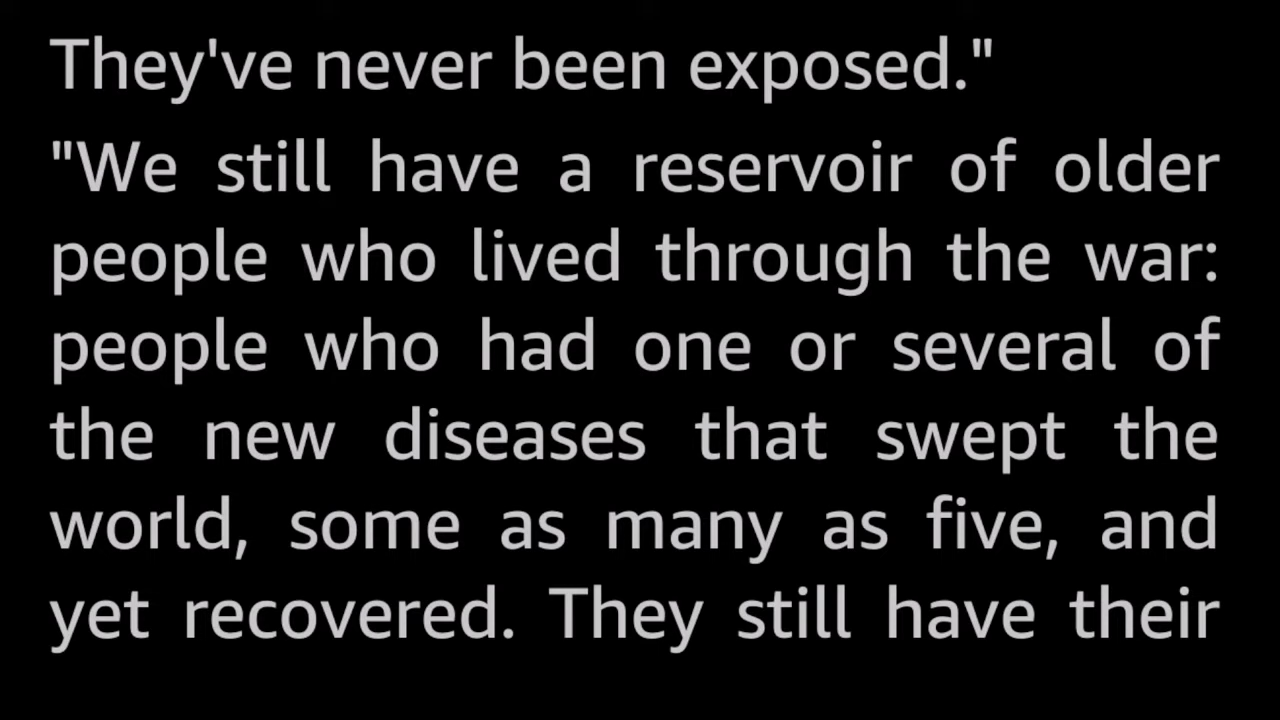 They've never been exposed."
"We still have a reservoir of older
people who lived through the war:
people who had one or several of
the new diseases that swept the
world, some as many as five, and
yet recovered. They still have their